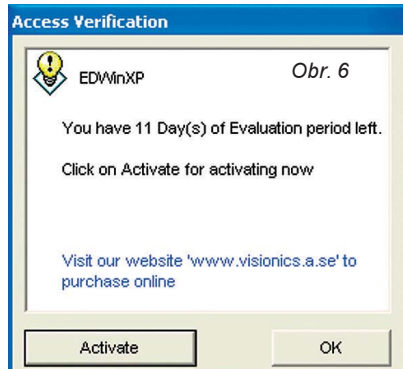 Access Verification
EDWinXP
Obr. 6
You have 11 Day(s) of Evaluation period left.
Click on Activate for activating now
Visit our website 'www.visionics.a.se' to
purchase online
Activate
OK